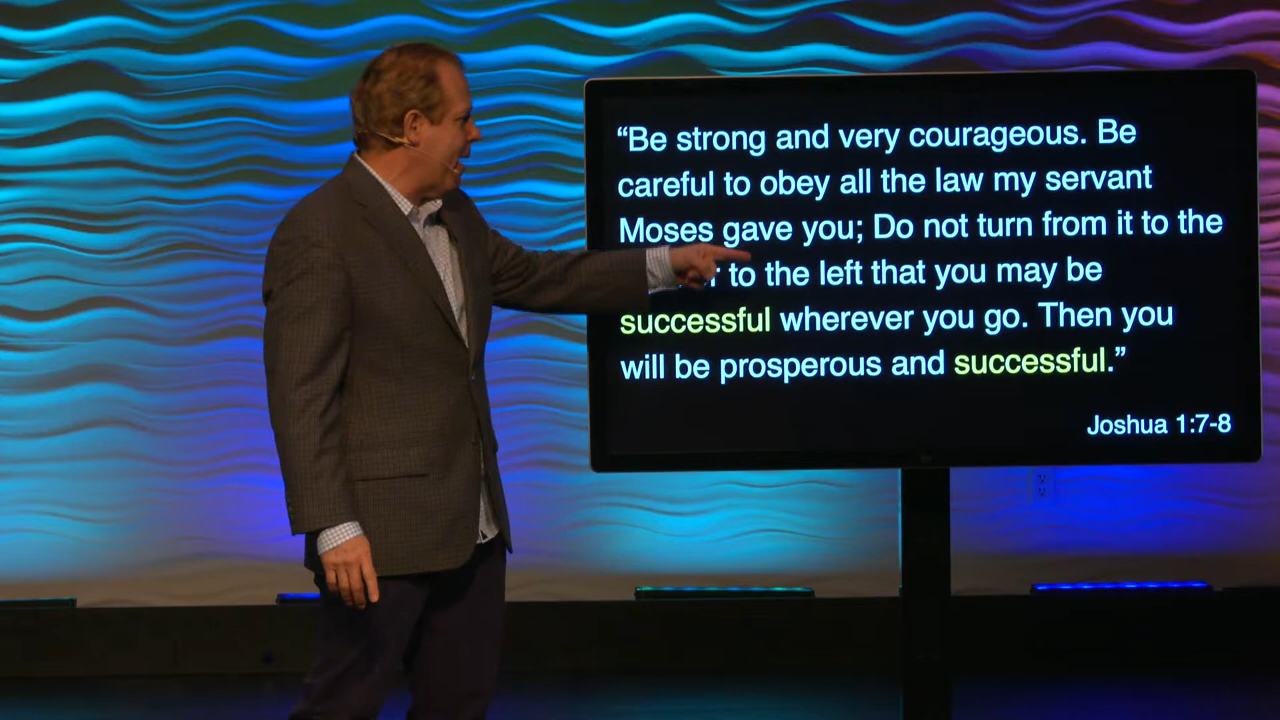 “Be strong and very courageous. Be
careful to obey all the law my servant
Moses gave you; Do not turn from it to the
to the left that you may be
successful wherever you go. Then you
will be prosperous and successful.”
Joshua 1:7-8